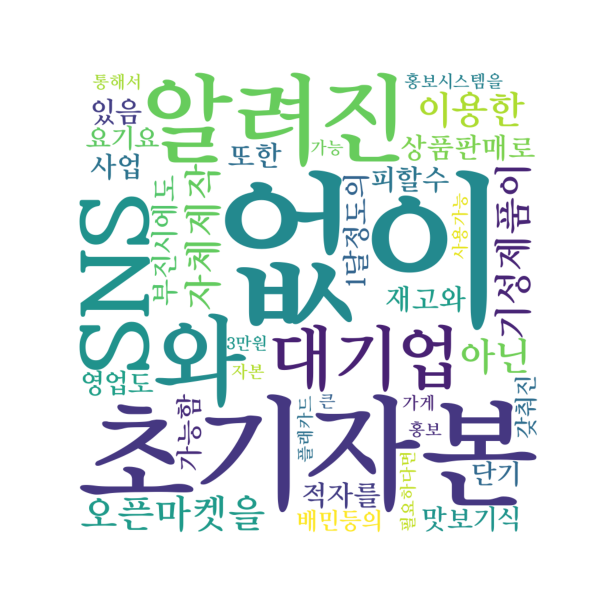 통해서
홍보시스템을
있음
알려진
이용한
요기요
가능
상품판매로
사업
또한
부진시에도
자체제작
없이
1달정도의
피할수
사용가능
기성제품이
SNS
재고와
와
3만원
대기업
아닌
영업도
자본
가능함
초기자본
플래카드
큰
가게
홍보
갖춰진
단기
오픈마켓을
적자를
배민등의
필요하다면
맛보기식